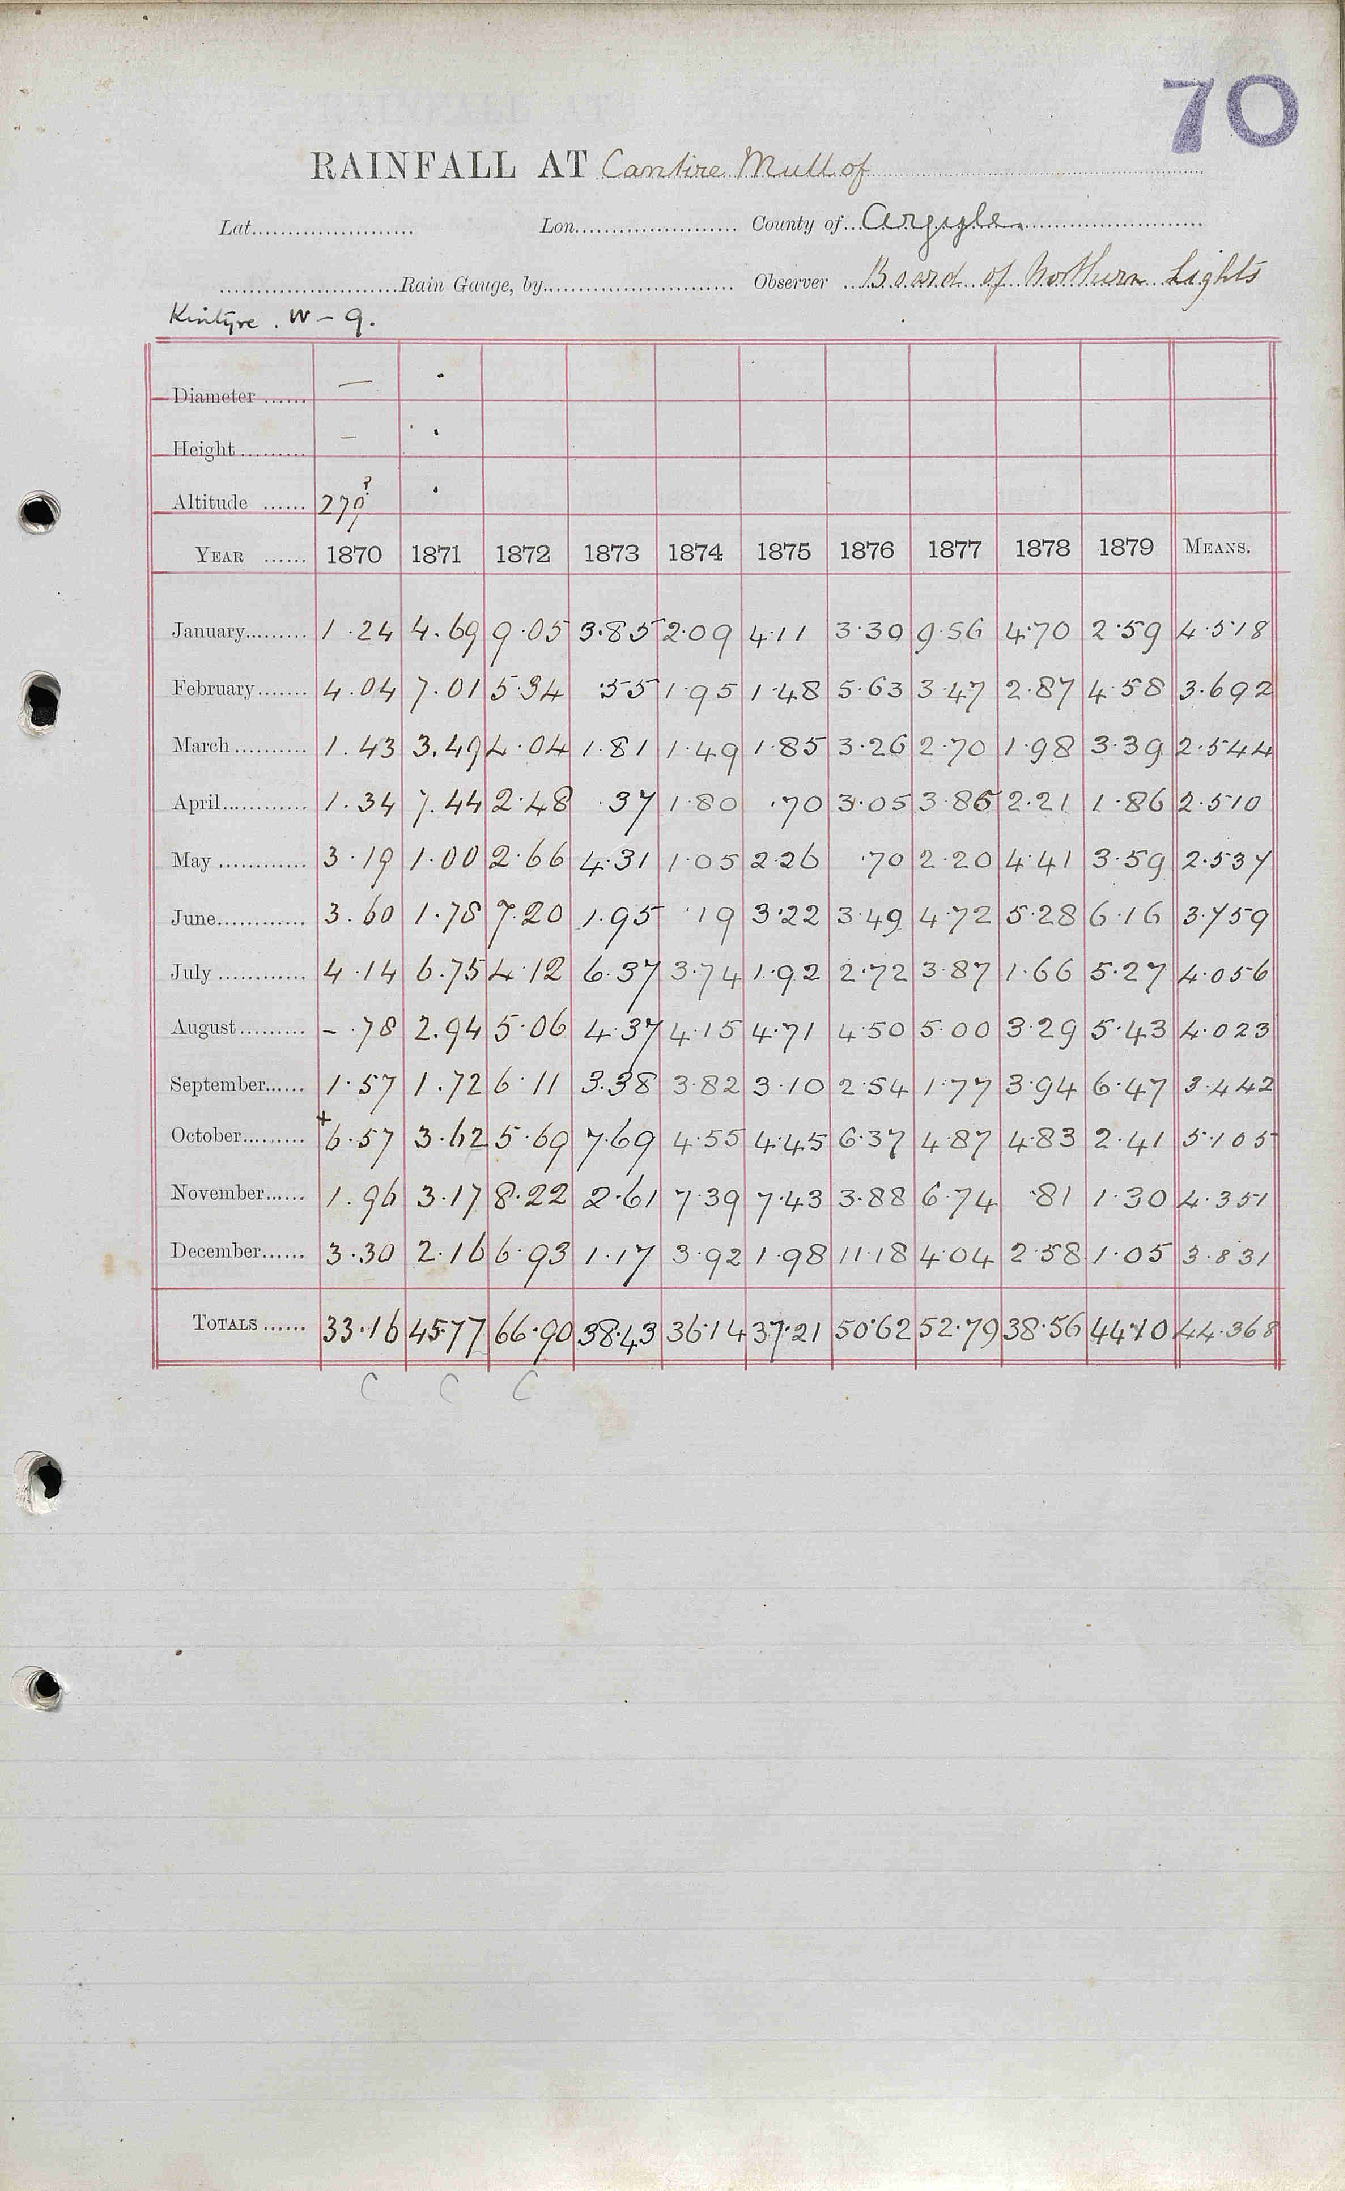 70
RAINFALL AT Cantire Mull of
Lat. Lon. County of Argyle
Rain Gauge, by Observer Board of Northern Lights
Kintyre . W - 9.
Diameter —
Height —
Altitude 279?
YEAR 1870 1871 1872 1873 1874 1875 1876 1877 1878 1879 MEANS.
January 1.24 4.69 9.05 3.85 2.09 4.11 3.39 9.56 4.70 2.59 4.518
February 4.04 7.01 5.34 .55 1.95 1.48 5.63 3.47 2.87 4.58 3.692
March 1.43 3.49 4.04 1.81 1.49 1.85 3.26 2.70 1.98 3.39 2.544
April 1.34 7.44 2.48 .37 1.80 .70 3.05 3.85 2.21 1.86 2.510
May 3.19 1.00 2.66 4.31 1.05 2.26 .70 2.20 4.41 3.59 2.537
June 3.60 1.78 7.20 1.95 .19 3.22 3.49 4.72 5.28 6.16 3.759
July 4.14 6.75 4.12 6.37 3.74 1.92 2.72 3.87 1.66 5.27 4.056
August – .78 2.94 5.06 4.37 4.15 4.71 4.50 5.00 3.29 5.43 4.023
September 1.57 1.72 6.11 3.38 3.82 3.10 2.54 1.77 3.94 6.47 3.442
October +6.57 3.62 5.69 7.69 4.55 4.45 6.37 4.87 4.83 2.41 5.105
November 1.96 3.17 8.22 2.61 7.39 7.43 3.88 6.74 .81 1.30 4.351
December 3.30 2.16 6.93 1.17 3.92 1.98 11.18 4.04 2.58 1.05 3.831
TOTALS 33.16 45.77 66.90 38.43 36.14 37.21 50.62 52.79 38.56 44.10 44.368
C C C